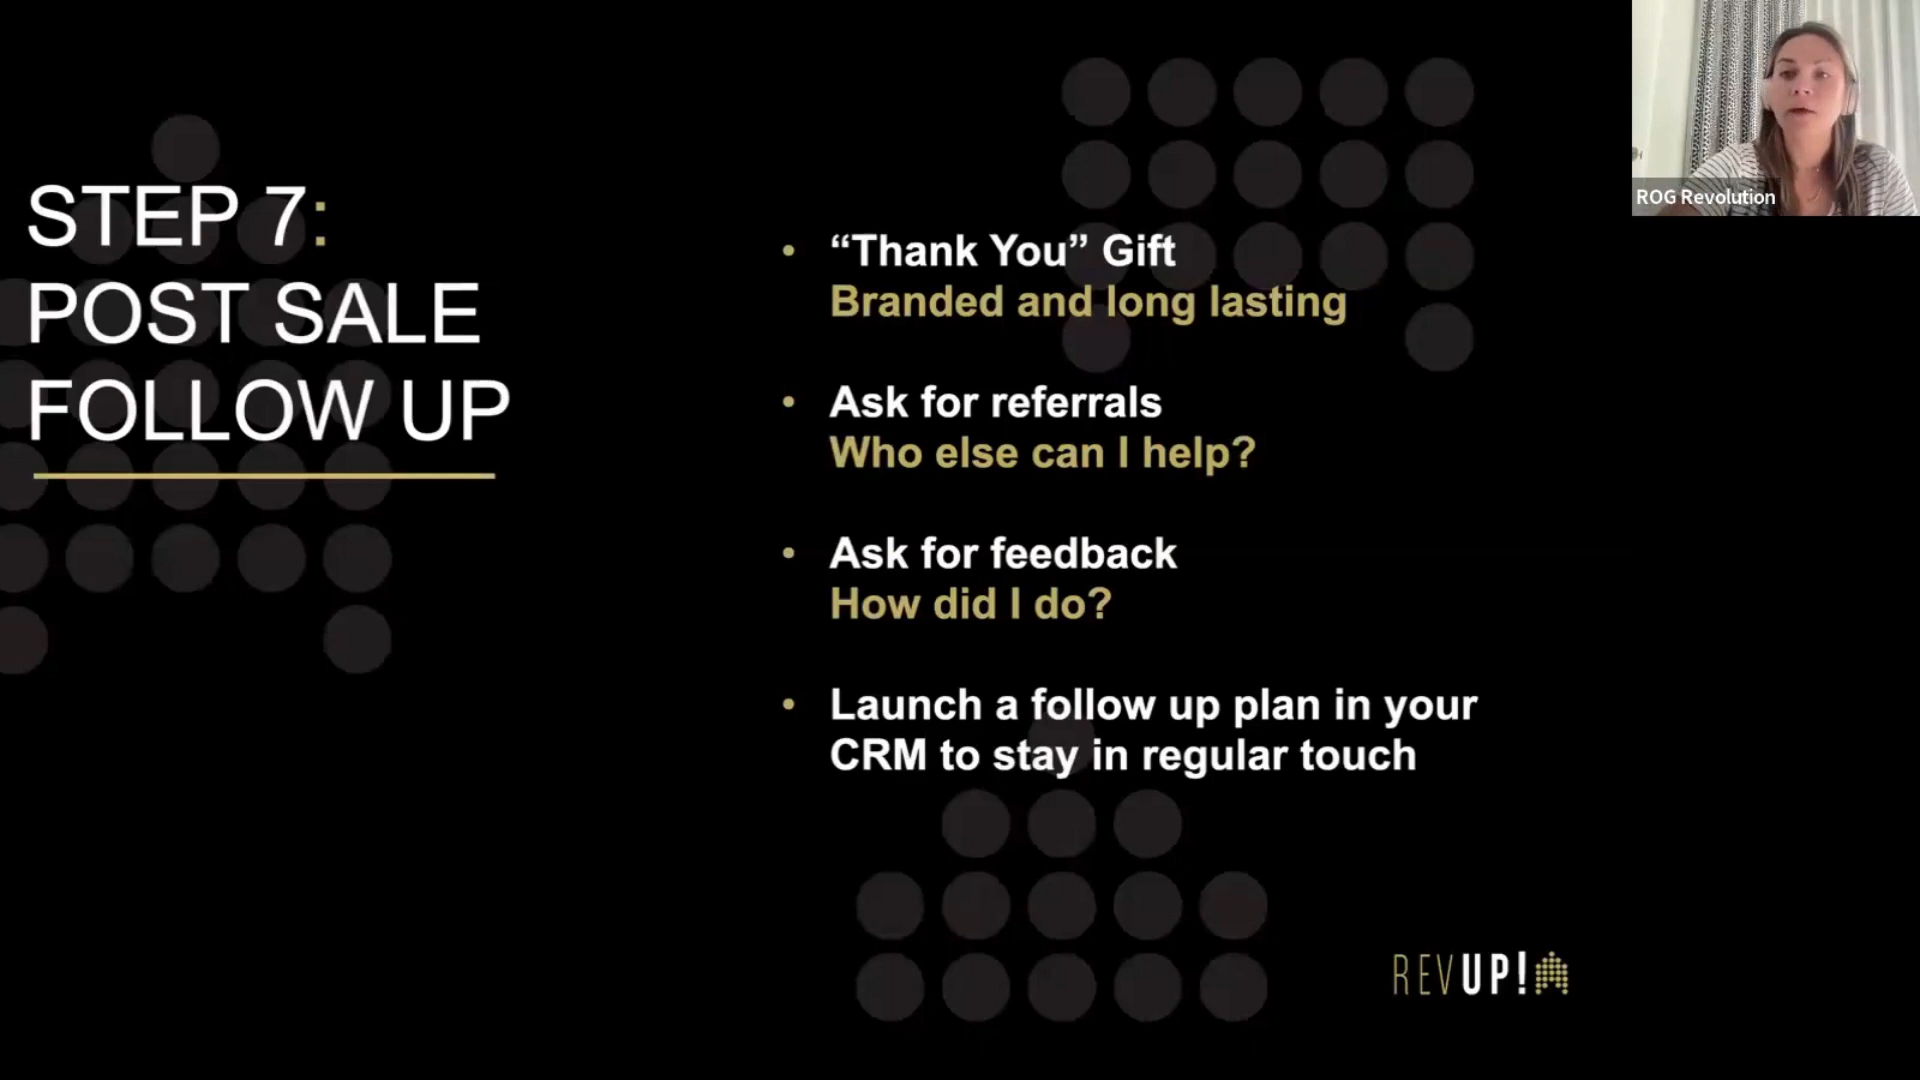 STEP 7:
POST SALE
FOLLOW UP
• “Thank You” Gift
Branded and long lasting
• Ask for referrals
Who else can I help?
• Ask for feedback
How did I do?
• Launch a follow up plan in your
CRM to stay in regular touch
ROG Revolution
REVUP!